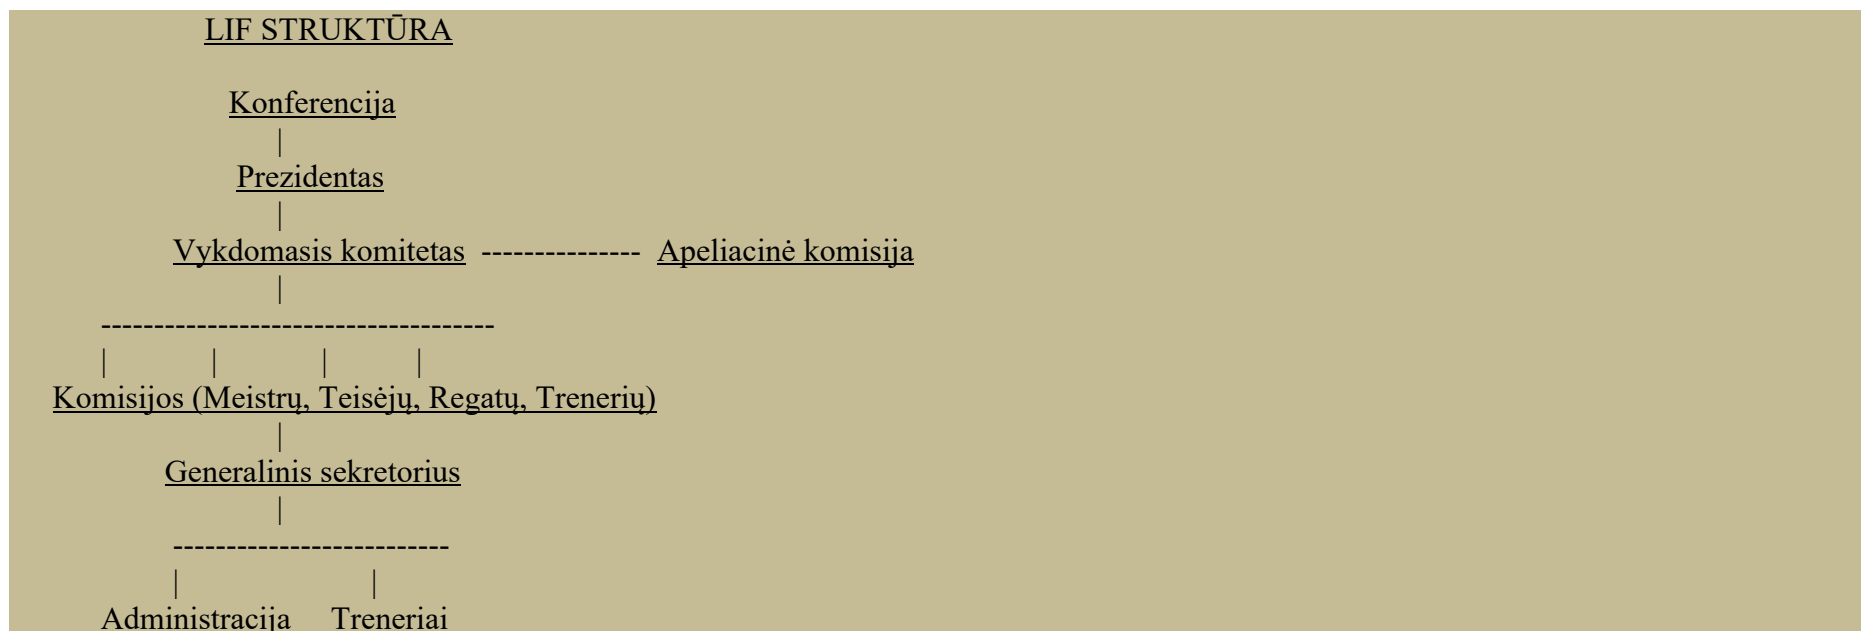 LIF STRUKTŪRA
Konferencija
|
Prezidentas
|
Vykdomasis komitetas --------------- Apeliacinė komisija
|
-------------------------------------
| | | |
Komisijos (Meistrų, Teisėjų, Regatų, Trenerių)
|
Generalinis sekretorius
|
--------------------------
| |
Administracija Treneriai